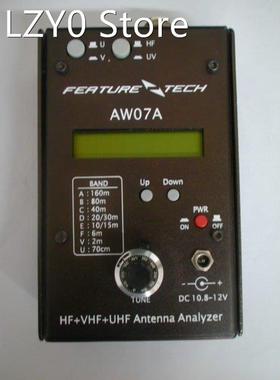 LZY0 Store
U
V
HF
UV
FEATURE TECH
AW07A
BAND
A : 160m
B : 80m
C : 40m
D : 20/30m
E : 10/15m
F : 6m
V : 2m
U : 70cm
Up
Down
PWR
ON
OFF
TUNE
DC 10.8-12V
HF+VHF+UHF Antenna Analyzer